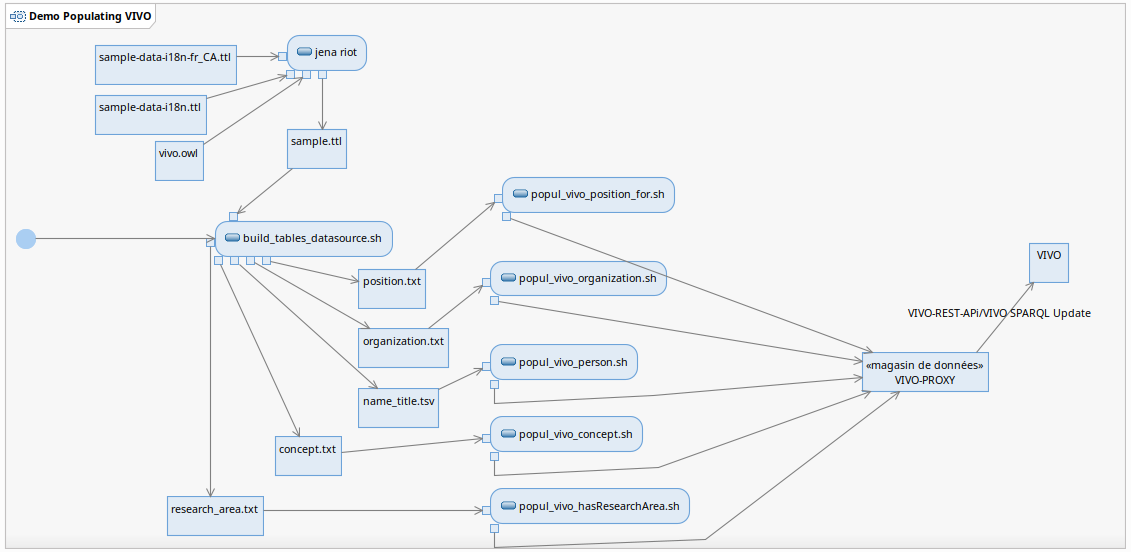 Demo Populating VIVO
sample-data-i18n-fr_CA.ttl
jena riot
sample-data-i18n.ttl
vivo.owl
sample.ttl
popul_vivo_position_for.sh
build_tables_datasource.sh
position.txt
popul_vivo_organization.sh
VIVO
VIVO-REST-APi/VIVO SPARQL Update
organization.txt
popul_vivo_person.sh
«magasin de données»
VIVO-PROXY
name_title.tsv
concept.txt
popul_vivo_concept.sh
research_area.txt
popul_vivo_hasResearchArea.sh